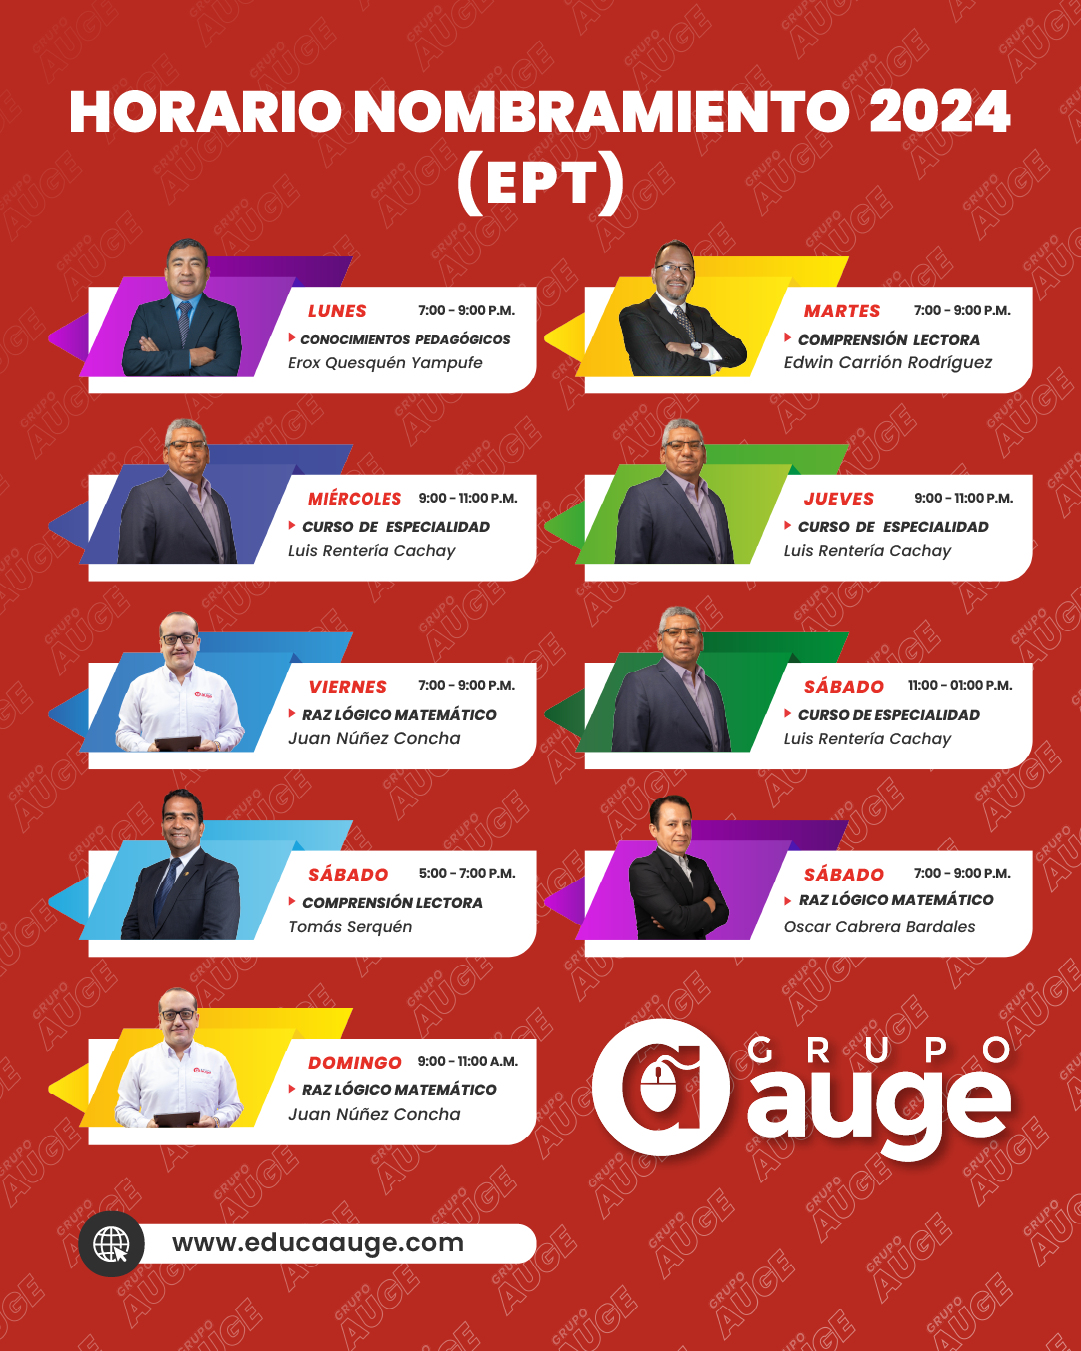 HORARIO NOMBRAMIENTO 2024
(EPT)
LUNES 7:00 - 9:00 P.M.
CONOCIMIENTOS PEDAGÓGICOS
Erox Quesquén Yampufe
MARTES 7:00 - 9:00 P.M.
COMPRENSIÓN LECTORA
Edwin Carrión Rodríguez
MIÉRCOLES 9:00 - 11:00 P.M.
CURSO DE ESPECIALIDAD
Luis Rentería Cachay
JUEVES 9:00 - 11:00 P.M.
CURSO DE ESPECIALIDAD
Luis Rentería Cachay
VIERNES 7:00 - 9:00 P.M.
RAZ LÓGICO MATEMÁTICO
Juan Núñez Concha
SÁBADO 11:00 - 01:00 P.M.
CURSO DE ESPECIALIDAD
Luis Rentería Cachay
SÁBADO 5:00 - 7:00 P.M.
COMPRENSIÓN LECTORA
Tomás Serquén
SÁBADO 7:00 - 9:00 P.M.
RAZ LÓGICO MATEMÁTICO
Oscar Cabrera Bardales
DOMINGO 9:00 - 11:00 A.M.
RAZ LÓGICO MATEMÁTICO
Juan Núñez Concha
GRUPO
auge
www.educaauge.com